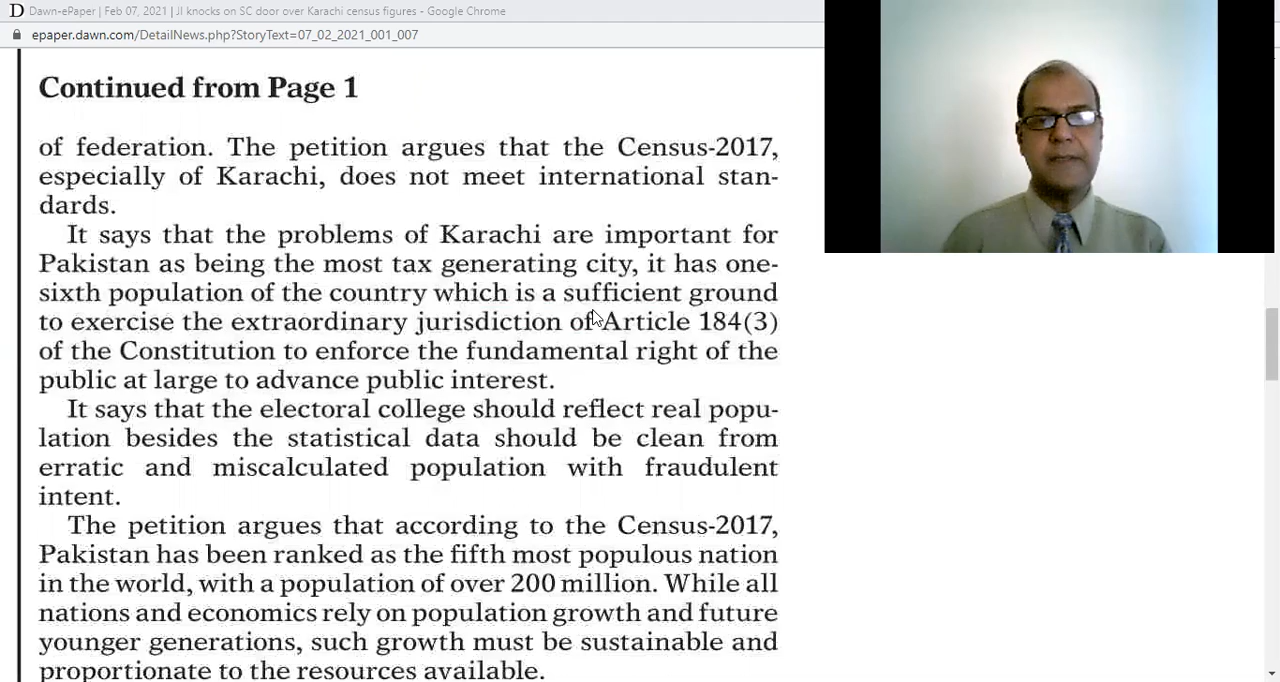 D Dawn-ePaper | Feb 07, 2021 | JI knocks on SC door over Karachi census figures - Google Chrome
epaper.dawn.com/DetailNews.php?StoryText=07_02_2021_001_007
Continued from Page 1
of federation. The petition argues that the Census-2017,
especially of Karachi, does not meet international stan-
dards.
It says that the problems of Karachi are important for
Pakistan as being the most tax generating city, it has one-
sixth population of the country which is a sufficient ground
to exercise the extraordinary jurisdiction of Article 184(3)
of the Constitution to enforce the fundamental right of the
public at large to advance public interest.
It says that the electoral college should reflect real popu-
lation besides the statistical data should be clean from
erratic and miscalculated population with fraudulent
intent.
The petition argues that according to the Census-2017,
Pakistan has been ranked as the fifth most populous nation
in the world, with a population of over 200 million. While all
nations and economics rely on population growth and future
younger generations, such growth must be sustainable and
proportionate to the resources available.